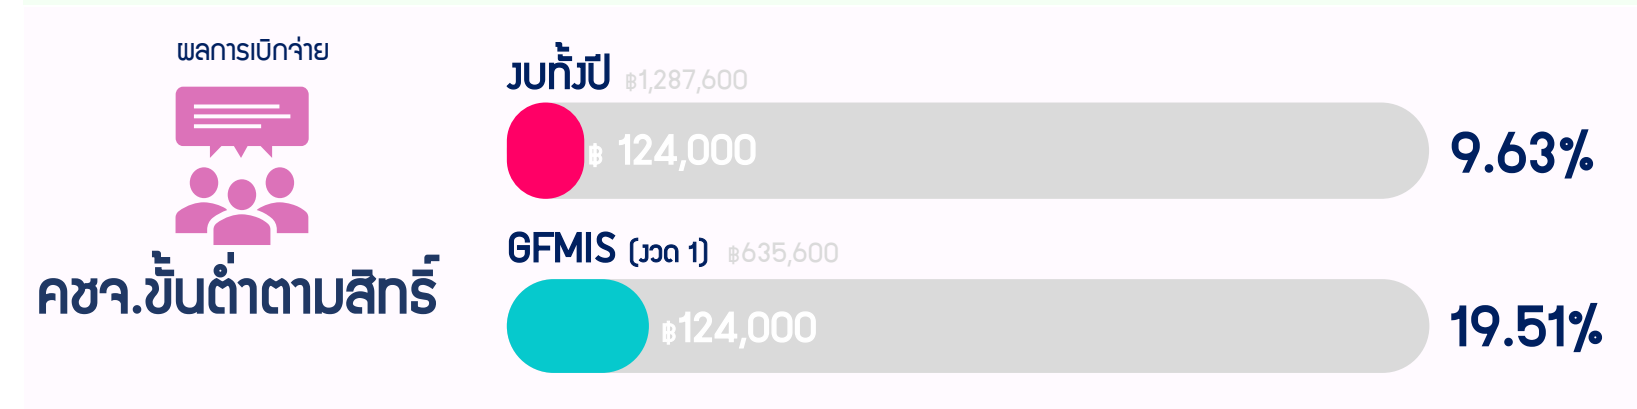 ผลการเบิกจ่าย
คชจ.ขั้นต่ำตามสิทธิ์
งบทั้งปี ฿1,287,600
฿ 124,000
9.63%
GFMIS (งวด 1) ฿635,600
฿124,000
19.51%